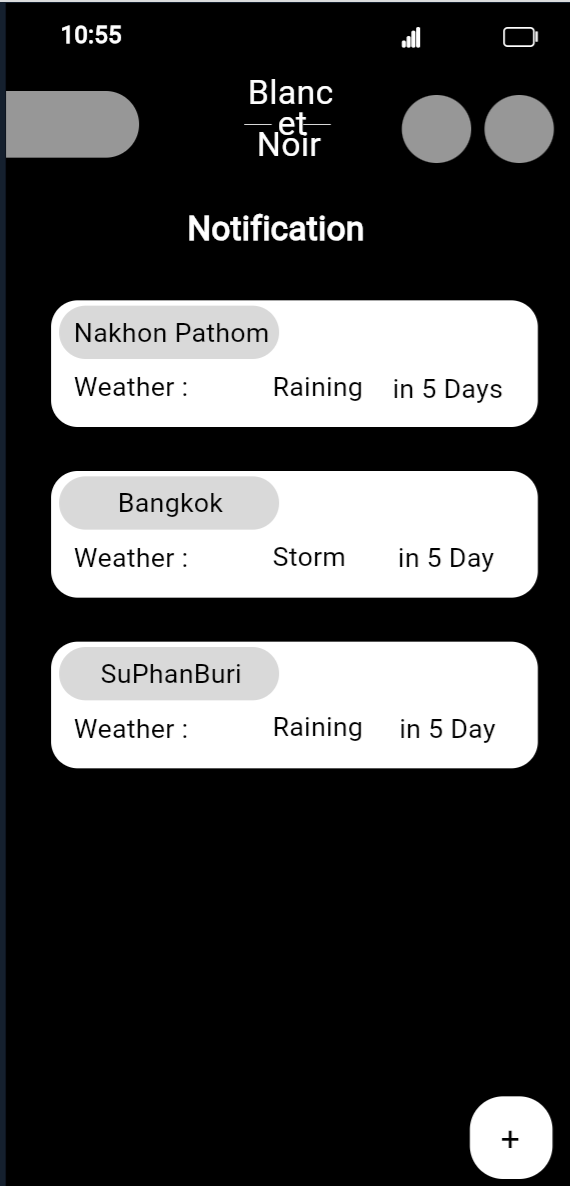 10:55
Blanc
et
Noir
Notification
Nakhon Pathom
Weather : Raining in 5 Days
Bangkok
Weather : Storm in 5 Day
SuPhanBuri
Weather : Raining in 5 Day
+